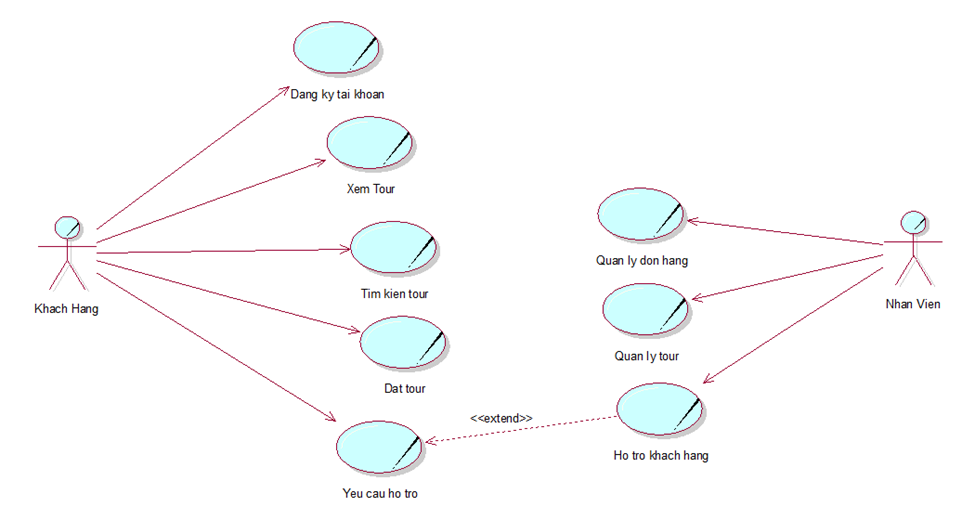 Dang ky tai khoan
Xem Tour
Khach Hang
Tim kien tour
Dat tour
Yeu cau ho tro
<<extend>>
Quan ly don hang
Quan ly tour
Ho tro khach hang
Nhan Vien